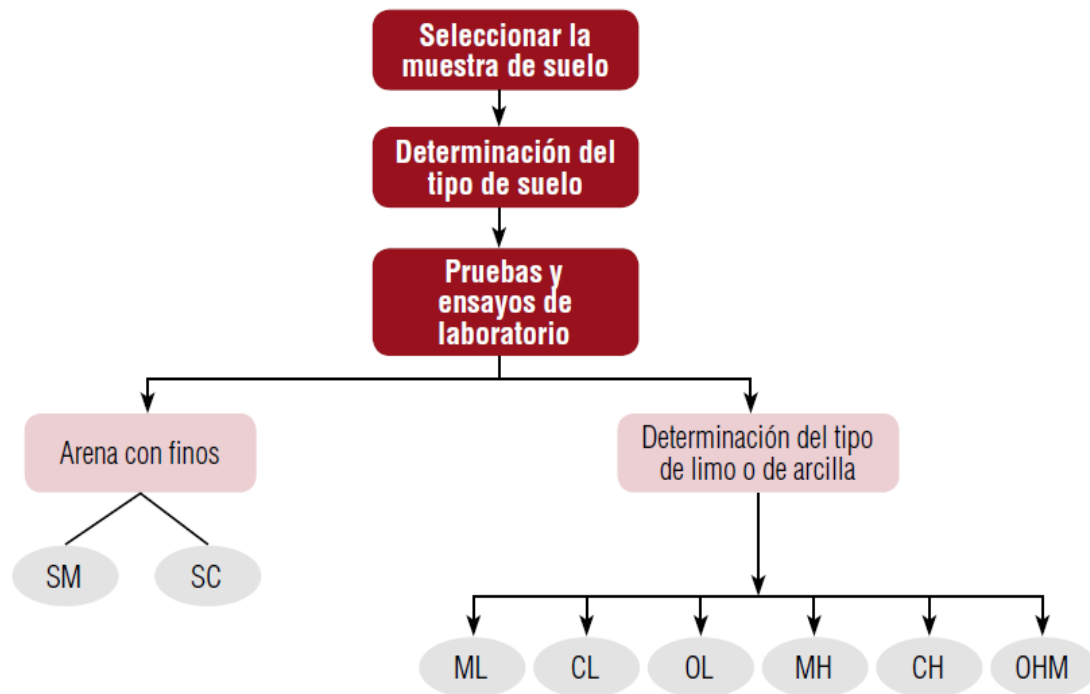 Seleccionar la
muestra de suelo
Determinación del
tipo de suelo
Pruebas y
ensayos de
laboratorio
Arena con finos
Determinación del tipo
de limo o de arcilla
SM
SC
ML
CL
OL
MH
CH
OHM